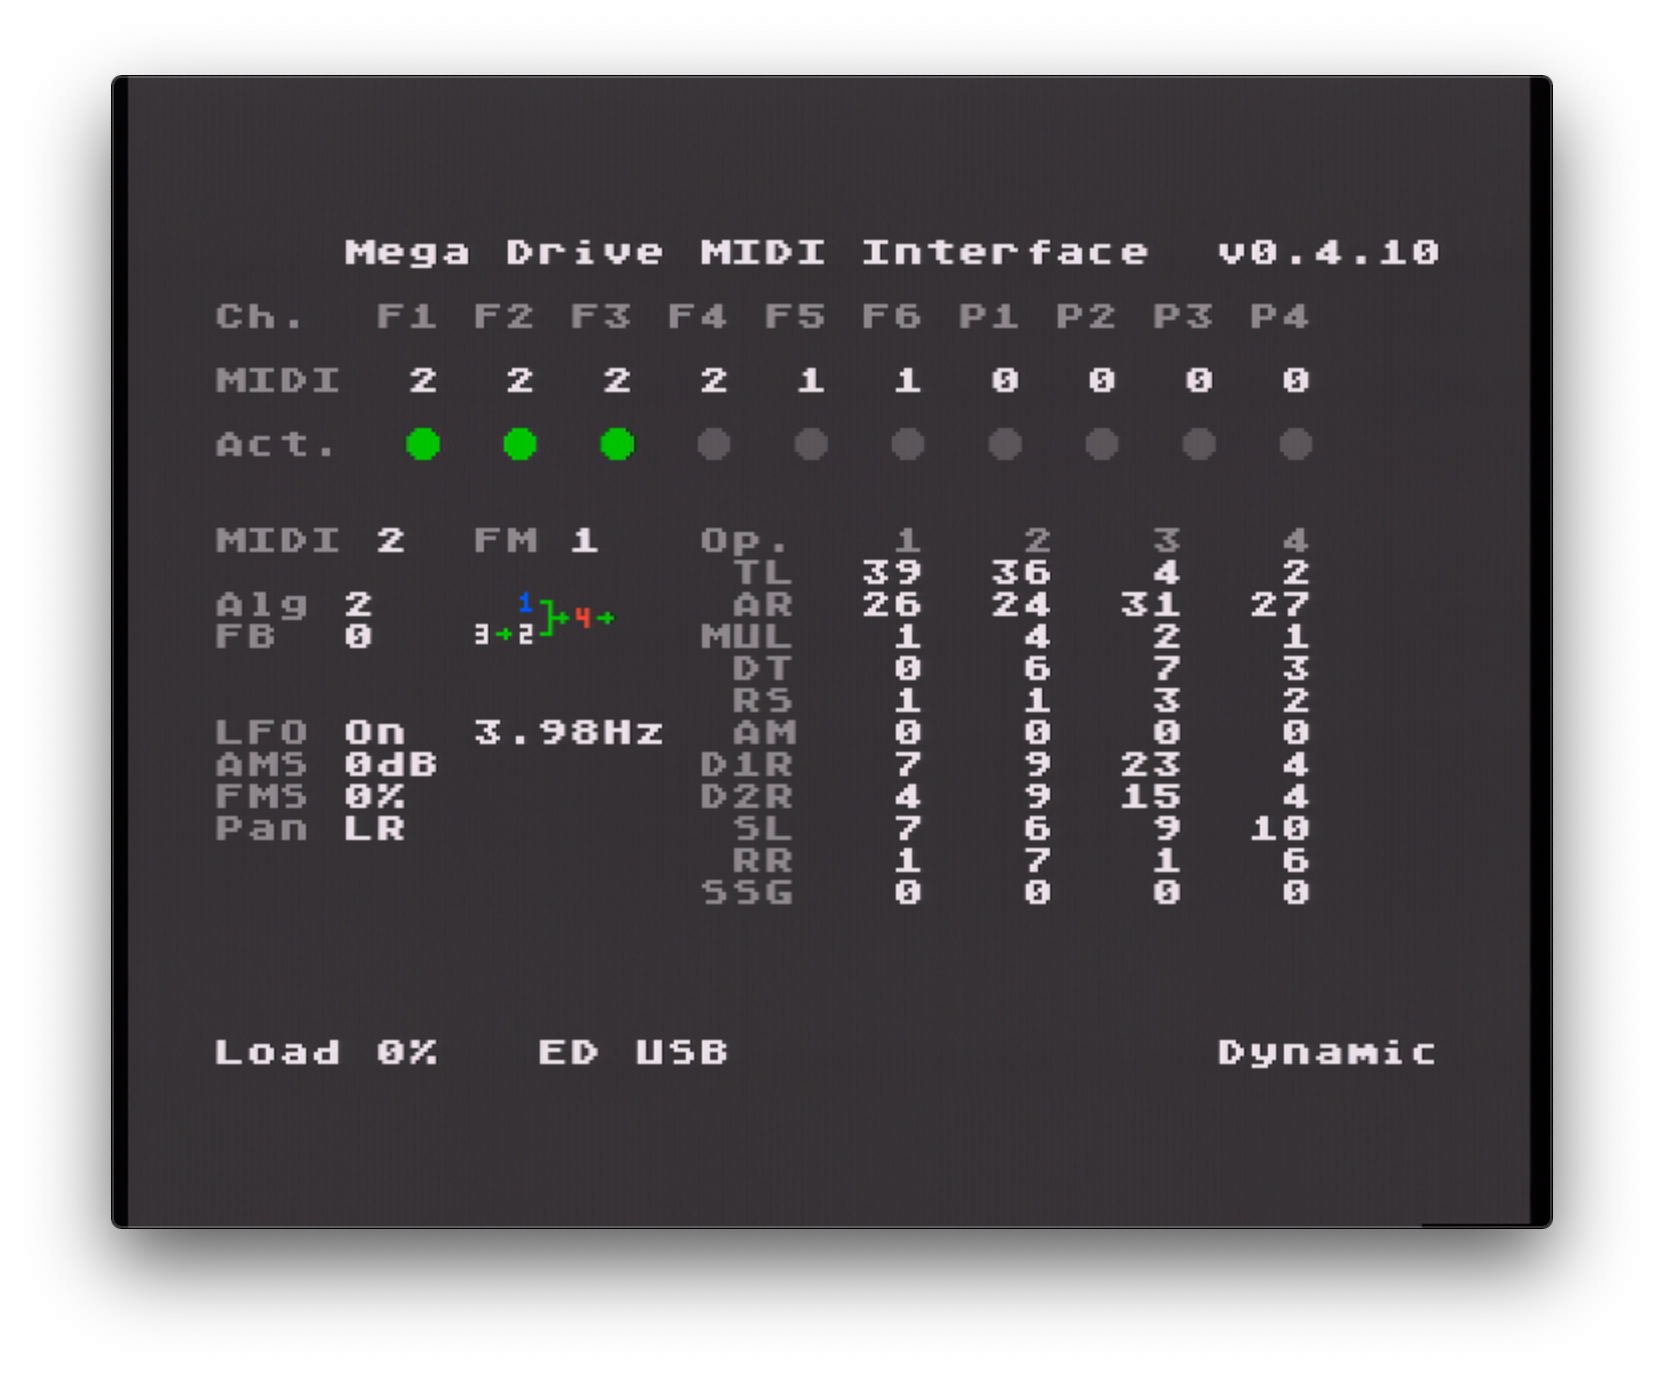 Mega Drive MIDI Interface v0.4.10
Ch. F1 F2 F3 F4 F5 F6 P1 P2 P3 P4
MIDI 2 2 2 2 1 1 0 0 0 0
Act.
MIDI 2 FM 1 Op. 1 2 3 4
TL 39 36 4 2
Alg 2 1 4 AR 26 24 31 27
FB 0 3 2 MUL 1 4 2 1
DT 0 6 7 3
RS 1 1 3 2
LFO On 3.98Hz AM 0 0 0 0
AMS 0dB D1R 7 9 23 4
FMS 0% D2R 4 9 15 4
Pan LR SL 7 6 9 10
RR 1 7 1 6
SSG 0 0 0 0
Load 0% ED USB Dynamic